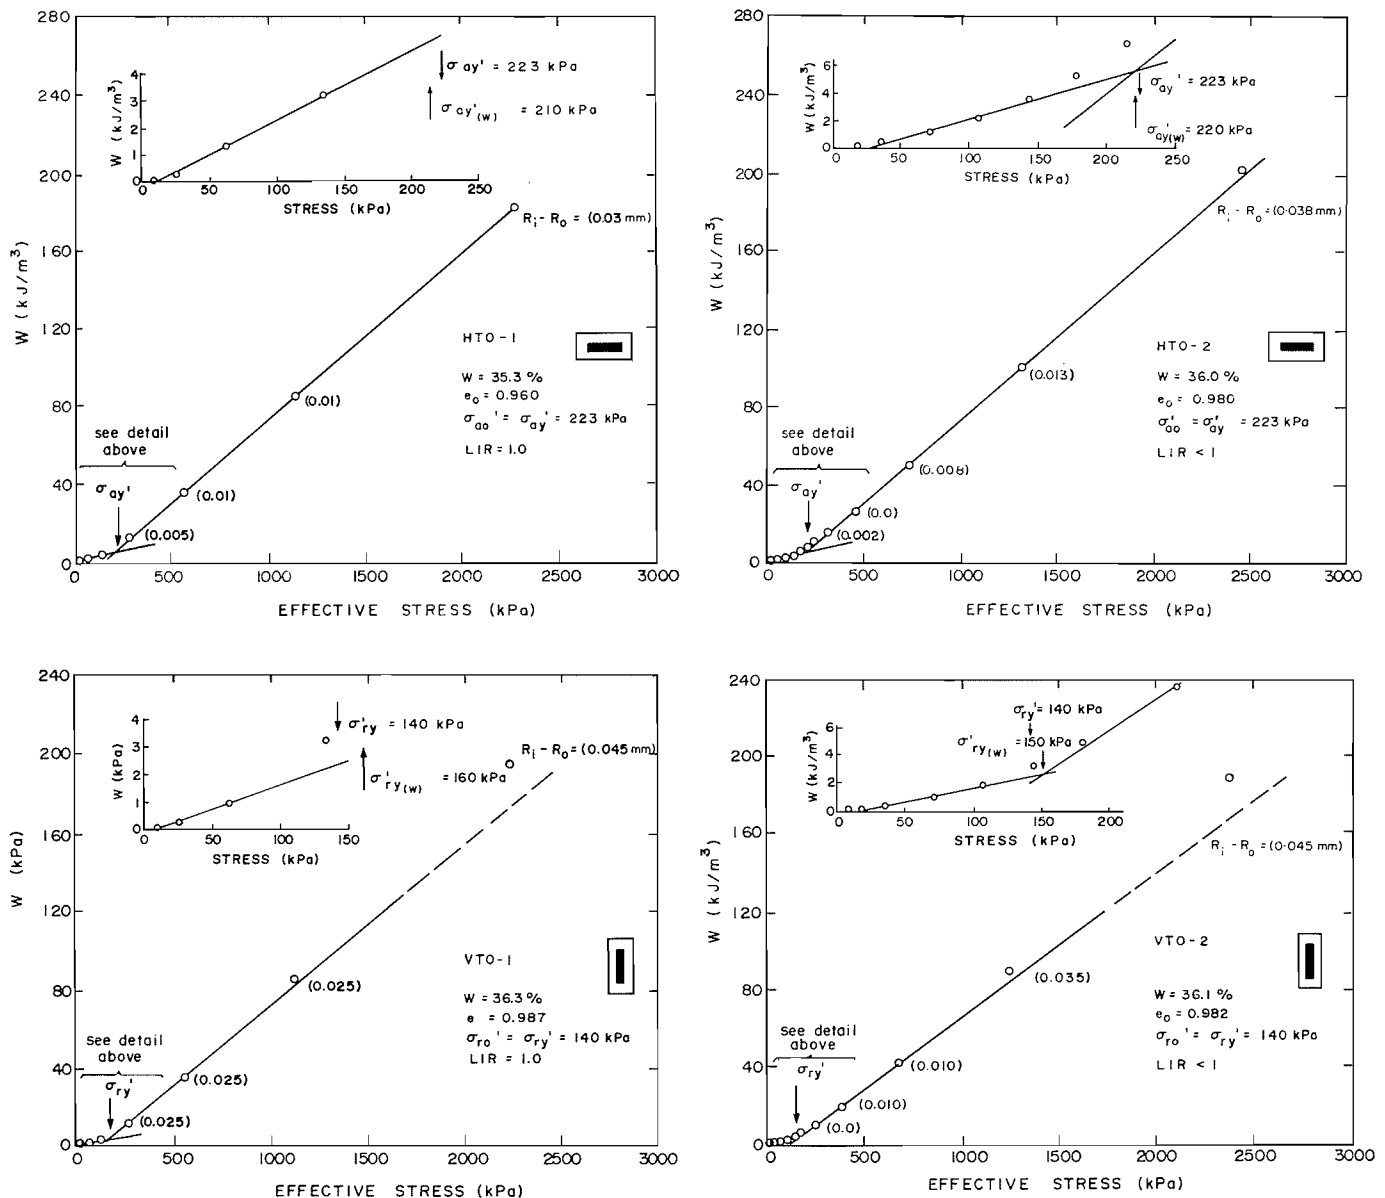 280
240
200
160
120
80
40
0
W (kJ/m³)
0 500 1000 1500 2000 2500 3000
EFFECTIVE STRESS (kPa)
4
3
2
1
0
W (kJ/m³)
0 50 100 150 200 250
STRESS (kPa)
σay' = 223 kPa
σay'(w) = 210 kPa
Ri - Ro = (0.03 mm)
(0.01)
(0.01)
(0.005)
HTO-1
W = 35.3 %
eo = 0.960
σao' = σay' = 223 kPa
LIR = 1.0
see detail
above
σay'
280
240
200
160
120
80
40
0
W (kJ/m³)
0 500 1000 1500 2000 2500 3000
EFFECTIVE STRESS (kPa)
6
4
2
0
W (kJ/m³)
50 100 150 200 250
STRESS (kPa)
σay' = 223 kPa
σ'ay(w) = 220 kPa
Ri - Ro = (0.038mm)
(0.013)
(0.008)
(0.0)
(0.002)
HTO-2
W = 36.0 %
eo = 0.980
σ'ao = σ'ay = 223 kPa
LIR < 1
see detail
above
σay'
240
200
160
120
80
40
0
W (kPa)
0 500 1000 1500 2000 2500 3000
EFFECTIVE STRESS (kPa)
4
3
2
1
0
W (kPa)
0 50 100 150
STRESS (kPa)
σ'ry = 140 kPa
σ'ry(w) = 160 kPa
Ri - Ro = (0.045 mm)
(0.025)
(0.025)
(0.025)
VTO-1
W = 36.3 %
e = 0.987
σro' = σry' = 140 kPa
LIR = 1.0
see detail
above
σry'
240
200
160
120
80
40
0
W (kJ/m³)
0 500 1000 1500 2000 2500 3000
EFFECTIVE STRESS (kPa)
6
4
2
0
W (kJ/m³)
0 50 100 150 200
STRESS (kPa)
σry' = 140 kPa
σ'ry(w) = 150 kPa
Ri - Ro = (0.045 mm)
(0.035)
(0.010)
(0.010)
(0.0)
VTO-2
W = 36.1 %
eo = 0.982
σro' = σry' = 140 kPa
LIR < 1
see detail
above
σry'